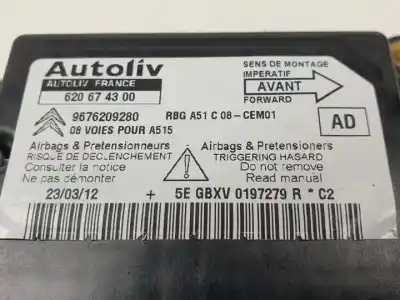 Autoliv
AUTOLIV FRANCE
620 67 43 00
SENS DE MONTAGE
IMPERATIF
AVANT
FORWARD
9676209280
RBG A51 C 08-CEM01
08 VOIES POUR A515
AD
Airbags & Pretensionneurs
RISQUE DE DECLENCHEMENT
Consulter la notice
Ne pas démonter
Airbags & Pretensioners
TRIGGERING HASARD
Do not remove
Read manual
23/03/12 + 5E GBXV 0197279 R * C2